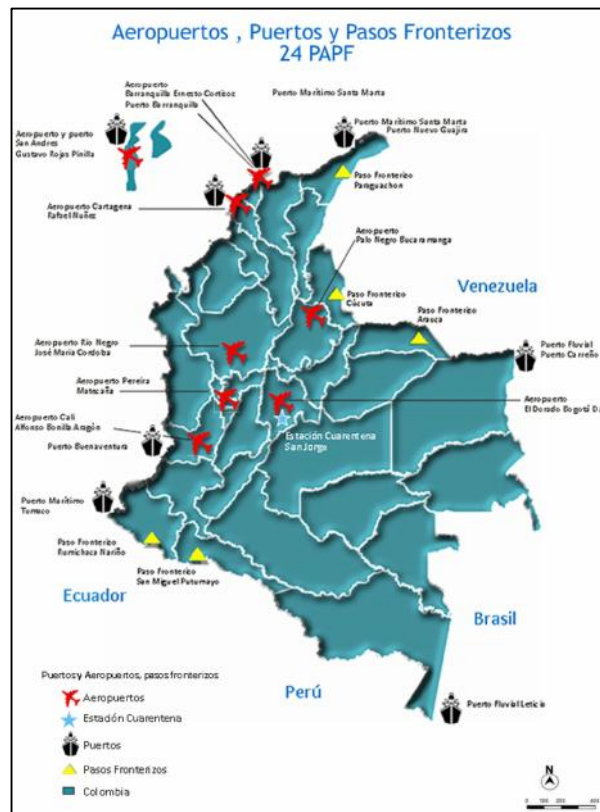 Aeropuertos , Puertos y Pasos Fronterizos
24 PAPF
Aeropuerto
Barranquilla Ernesto Cortisoz
Puerto Barranquilla
Puerto Marítimo Santa Marta
Aeropuerto y puerto
San Andres
Gustavo Rojas Pinilla
Puerto Marítimo Santa Marta
Puerto Nuevo Guajira
Paso Fronterizo
Paraguachon
Aeropuerto Cartagena
Rafael Nuñez
Aeropuerto
Palo Negro Bucaramanga
Venezuela
Paso Fronterizo
Cúcuta
Paso Fronterizo
Arauca
Aeropuerto Rio Negro
José María Cordoba
Puerto Fluvial
Puerto Carreño
Aeropuerto Pereira
Matecaña
Aeropuerto
El Dorado Bogotá
Aeropuerto Cali
Alfonso Bonilla Aragón
Estación Cuarentena
San Jorge
Puerto Buenaventura
Puerto Marítimo
Tumaco
Paso Fronterizo
Rumichaca Nariño
Paso Fronterizo
San Miguel Putumayo
Ecuador
Brasil
Perú
Puertos y Aeropuertos, pasos fronterizos
Aeropuertos
Estación Cuarentena
Puertos
Pasos Fronterizos
Colombia
Puerto Fluvial Leticia
N